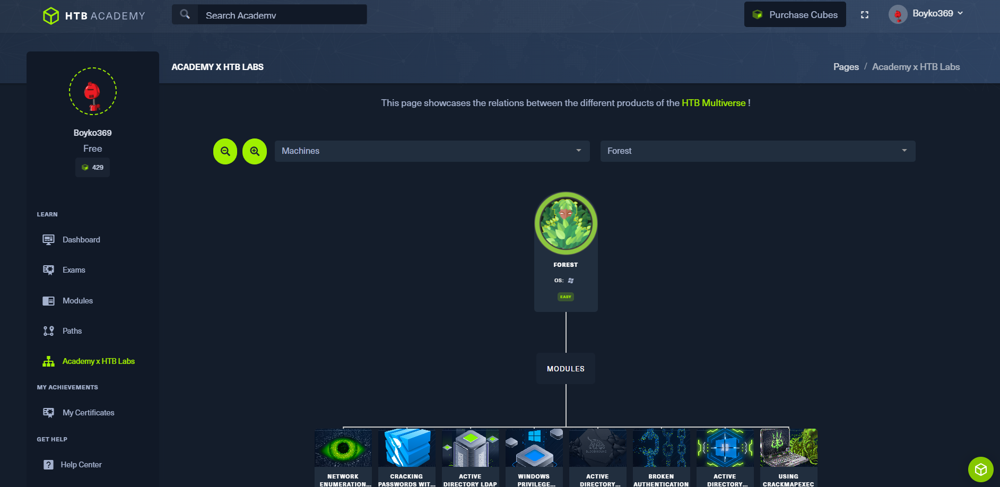 HTB ACADEMY
Search Academy
Purchase Cubes
Boyko369
ACADEMY X HTB LABS
Pages / Academy x HTB Labs
Boyko369
Free
429
This page showcases the relations between the different products of the HTB Multiverse !
Machines
Forest
FOREST
OS:
EASY
MODULES
LEARN
Dashboard
Exams
Modules
Paths
Academy x HTB Labs
MY ACHIEVEMENTS
My Certificates
GET HELP
? Help Center
BLOODHOUND
AD
NETWORK
ENUMERATION...
CRACKING
PASSWORDS WIT...
ACTIVE
DIRECTORY LDAP
WINDOWS
PRIVILEGE...
ACTIVE
DIRECTORY...
BROKEN
AUTHENTICATION
ACTIVE
DIRECTORY...
USING
CRACKMAPEXEC